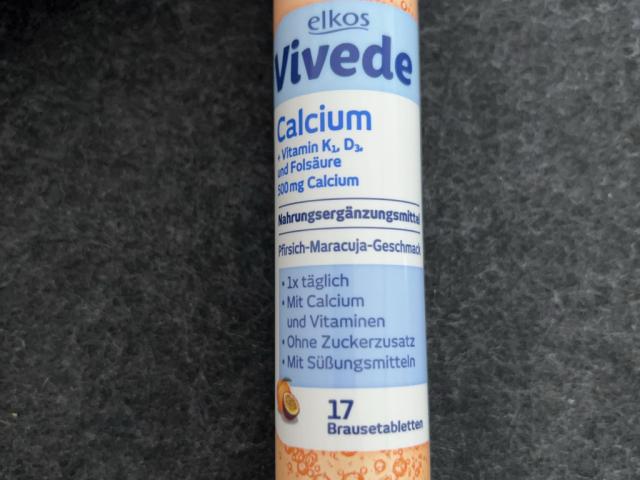 elkos
Vivede
Calcium
+ Vitamin K₁, D₃,
und Folsäure
500 mg Calcium
Nahrungsergänzungsmittel
Pfirsich-Maracuja-Geschmack
• 1x täglich
• Mit Calcium
und Vitaminen
• Ohne Zuckerzusatz
• Mit Süßungsmitteln
17
Brausetabletten